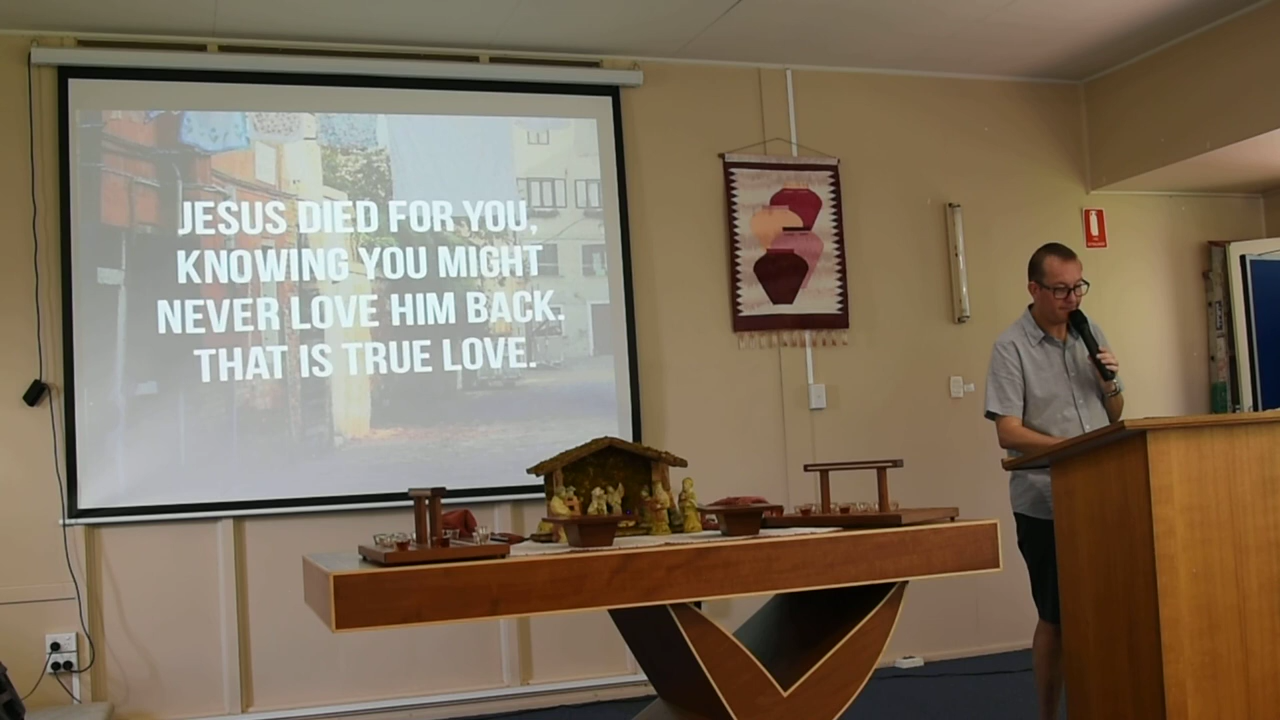 JESUS DIED FOR YOU,
KNOWING YOU MIGHT
NEVER LOVE HIM BACK.
THAT IS TRUE LOVE.